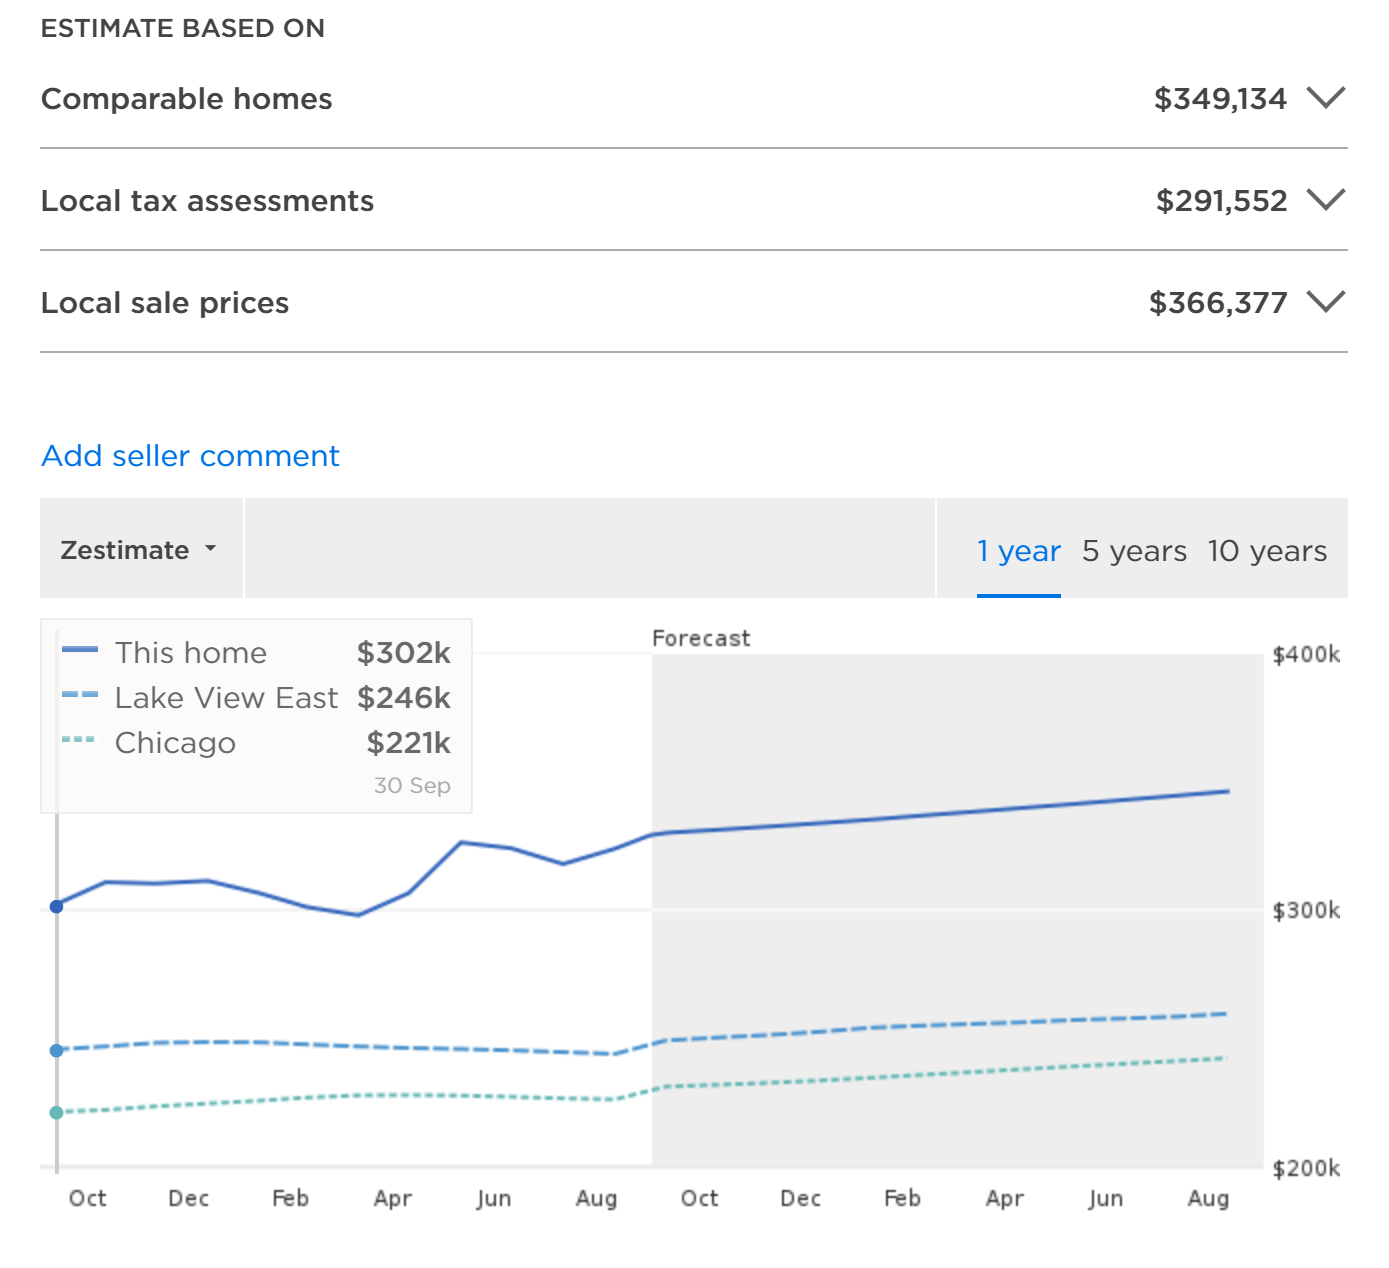 ESTIMATE BASED ON
Comparable homes $349,134
Local tax assessments $291,552
Local sale prices $366,377
Add seller comment
Zestimate 1 year 5 years 10 years
This home $302k
Lake View East $246k
Chicago $221k
30 Sep
Forecast
$400k
$300k
$200k
Oct Dec Feb Apr Jun Aug Oct Dec Feb Apr Jun Aug